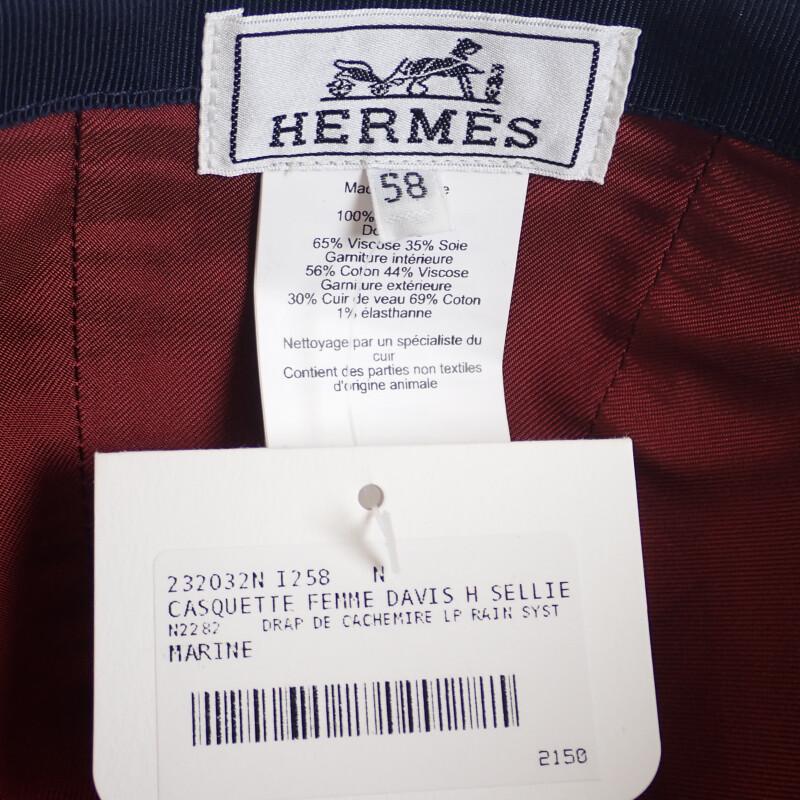 HERMÈS
58
100%
65% Viscose 35% Soie
Garniture intérieure
56% Coton 44% Viscose
Garniture extérieure
30% Cuir de veau 69% Coton
1% élasthanne
Nettoyage par un spécialiste du
cuir
Contient des parties non textiles
d'origine animale
232032N I258 N
CASQUETTE FEMME DAVIS H SELLIE
N2282 DRAP DE CACHEMIRE LP RAIN SYST
MARINE
2150